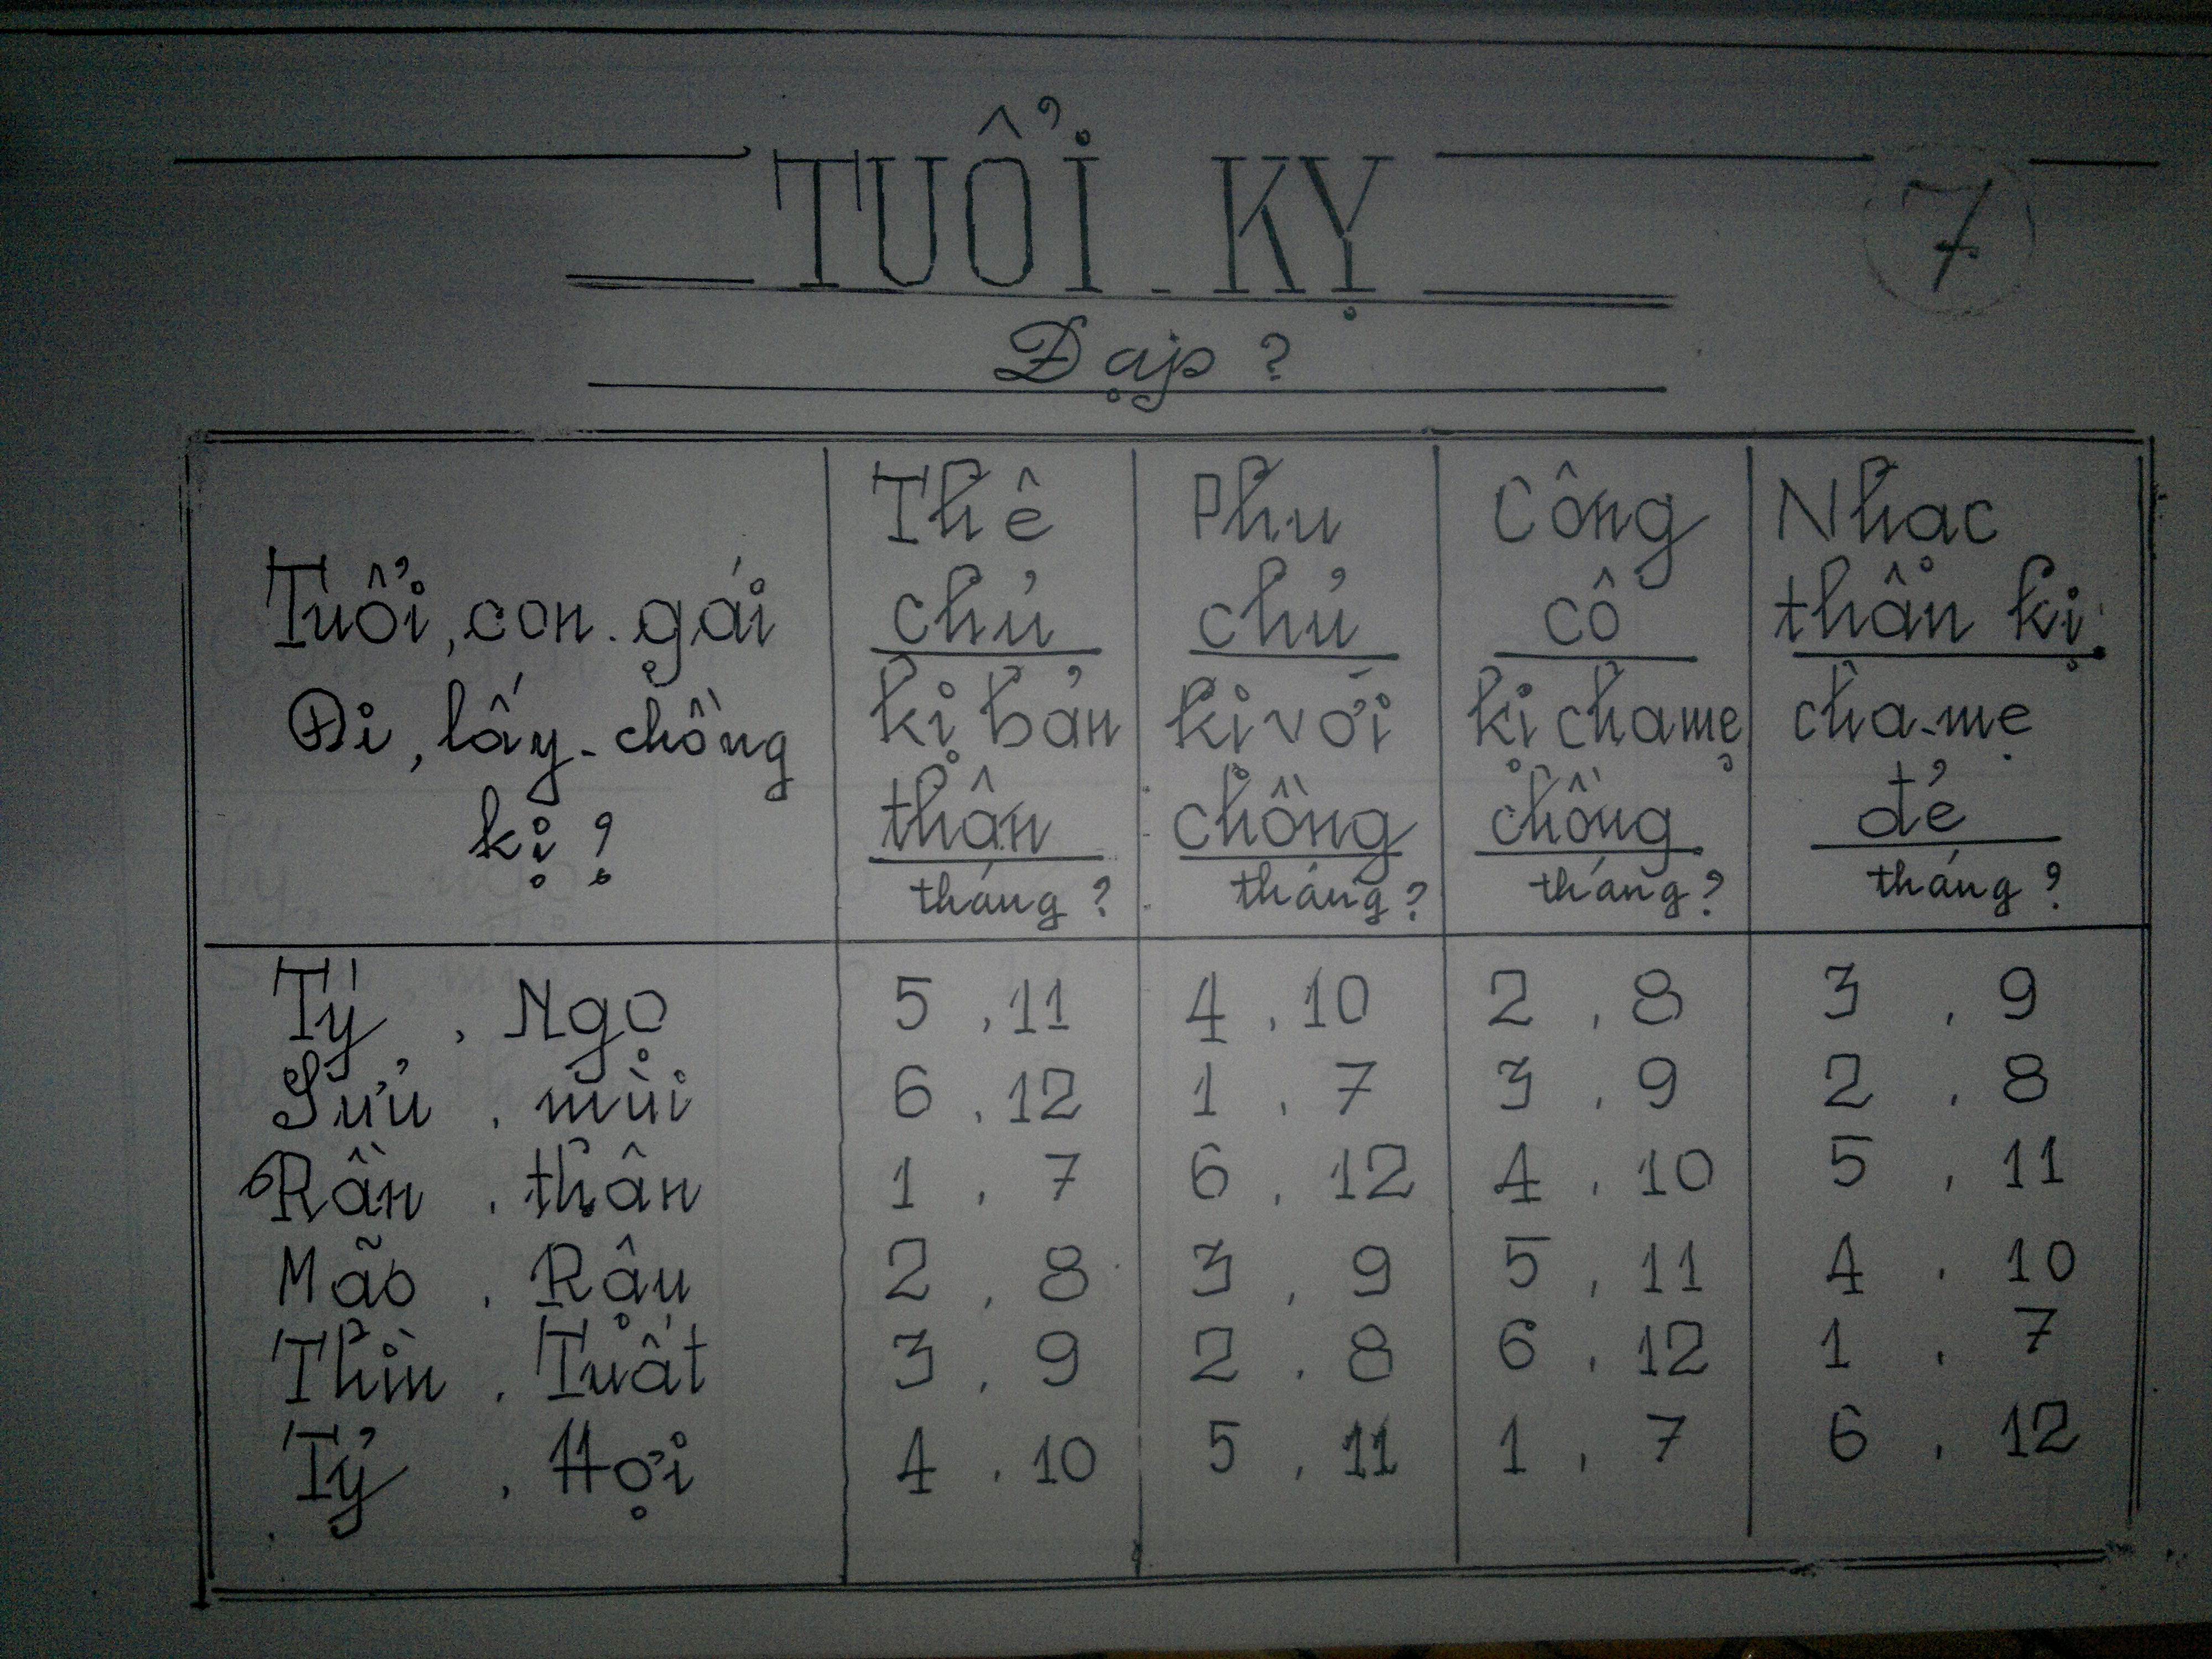 TUỔI - KỴ
7
Đạp ?
Tuổi, con gái
Đi, lấy - chồng
kị ?
Thê
chủ
kị bản
thân
tháng ?
Phu
chủ
kị với
chồng
tháng ?
Công
cô
kị cha mẹ
chồng
tháng ?
Nhac
thân kị
cha - mẹ
đẻ
tháng ?
Tý , Ngọ 5 , 11 4 , 10 2 , 8 3 , 9
Sửu , mùi 6 , 12 1 , 7 3 , 9 2 , 8
Rần , thân 1 , 7 6 , 12 4 , 10 5 , 11
Mão , Rậu 2 , 8 3 , 9 5 , 11 4 , 10
Thìn , Tuất 3 , 9 2 , 8 6 , 12 1 , 7
Tỷ , Hợi 4 , 10 5 , 11 1 , 7 6 , 12